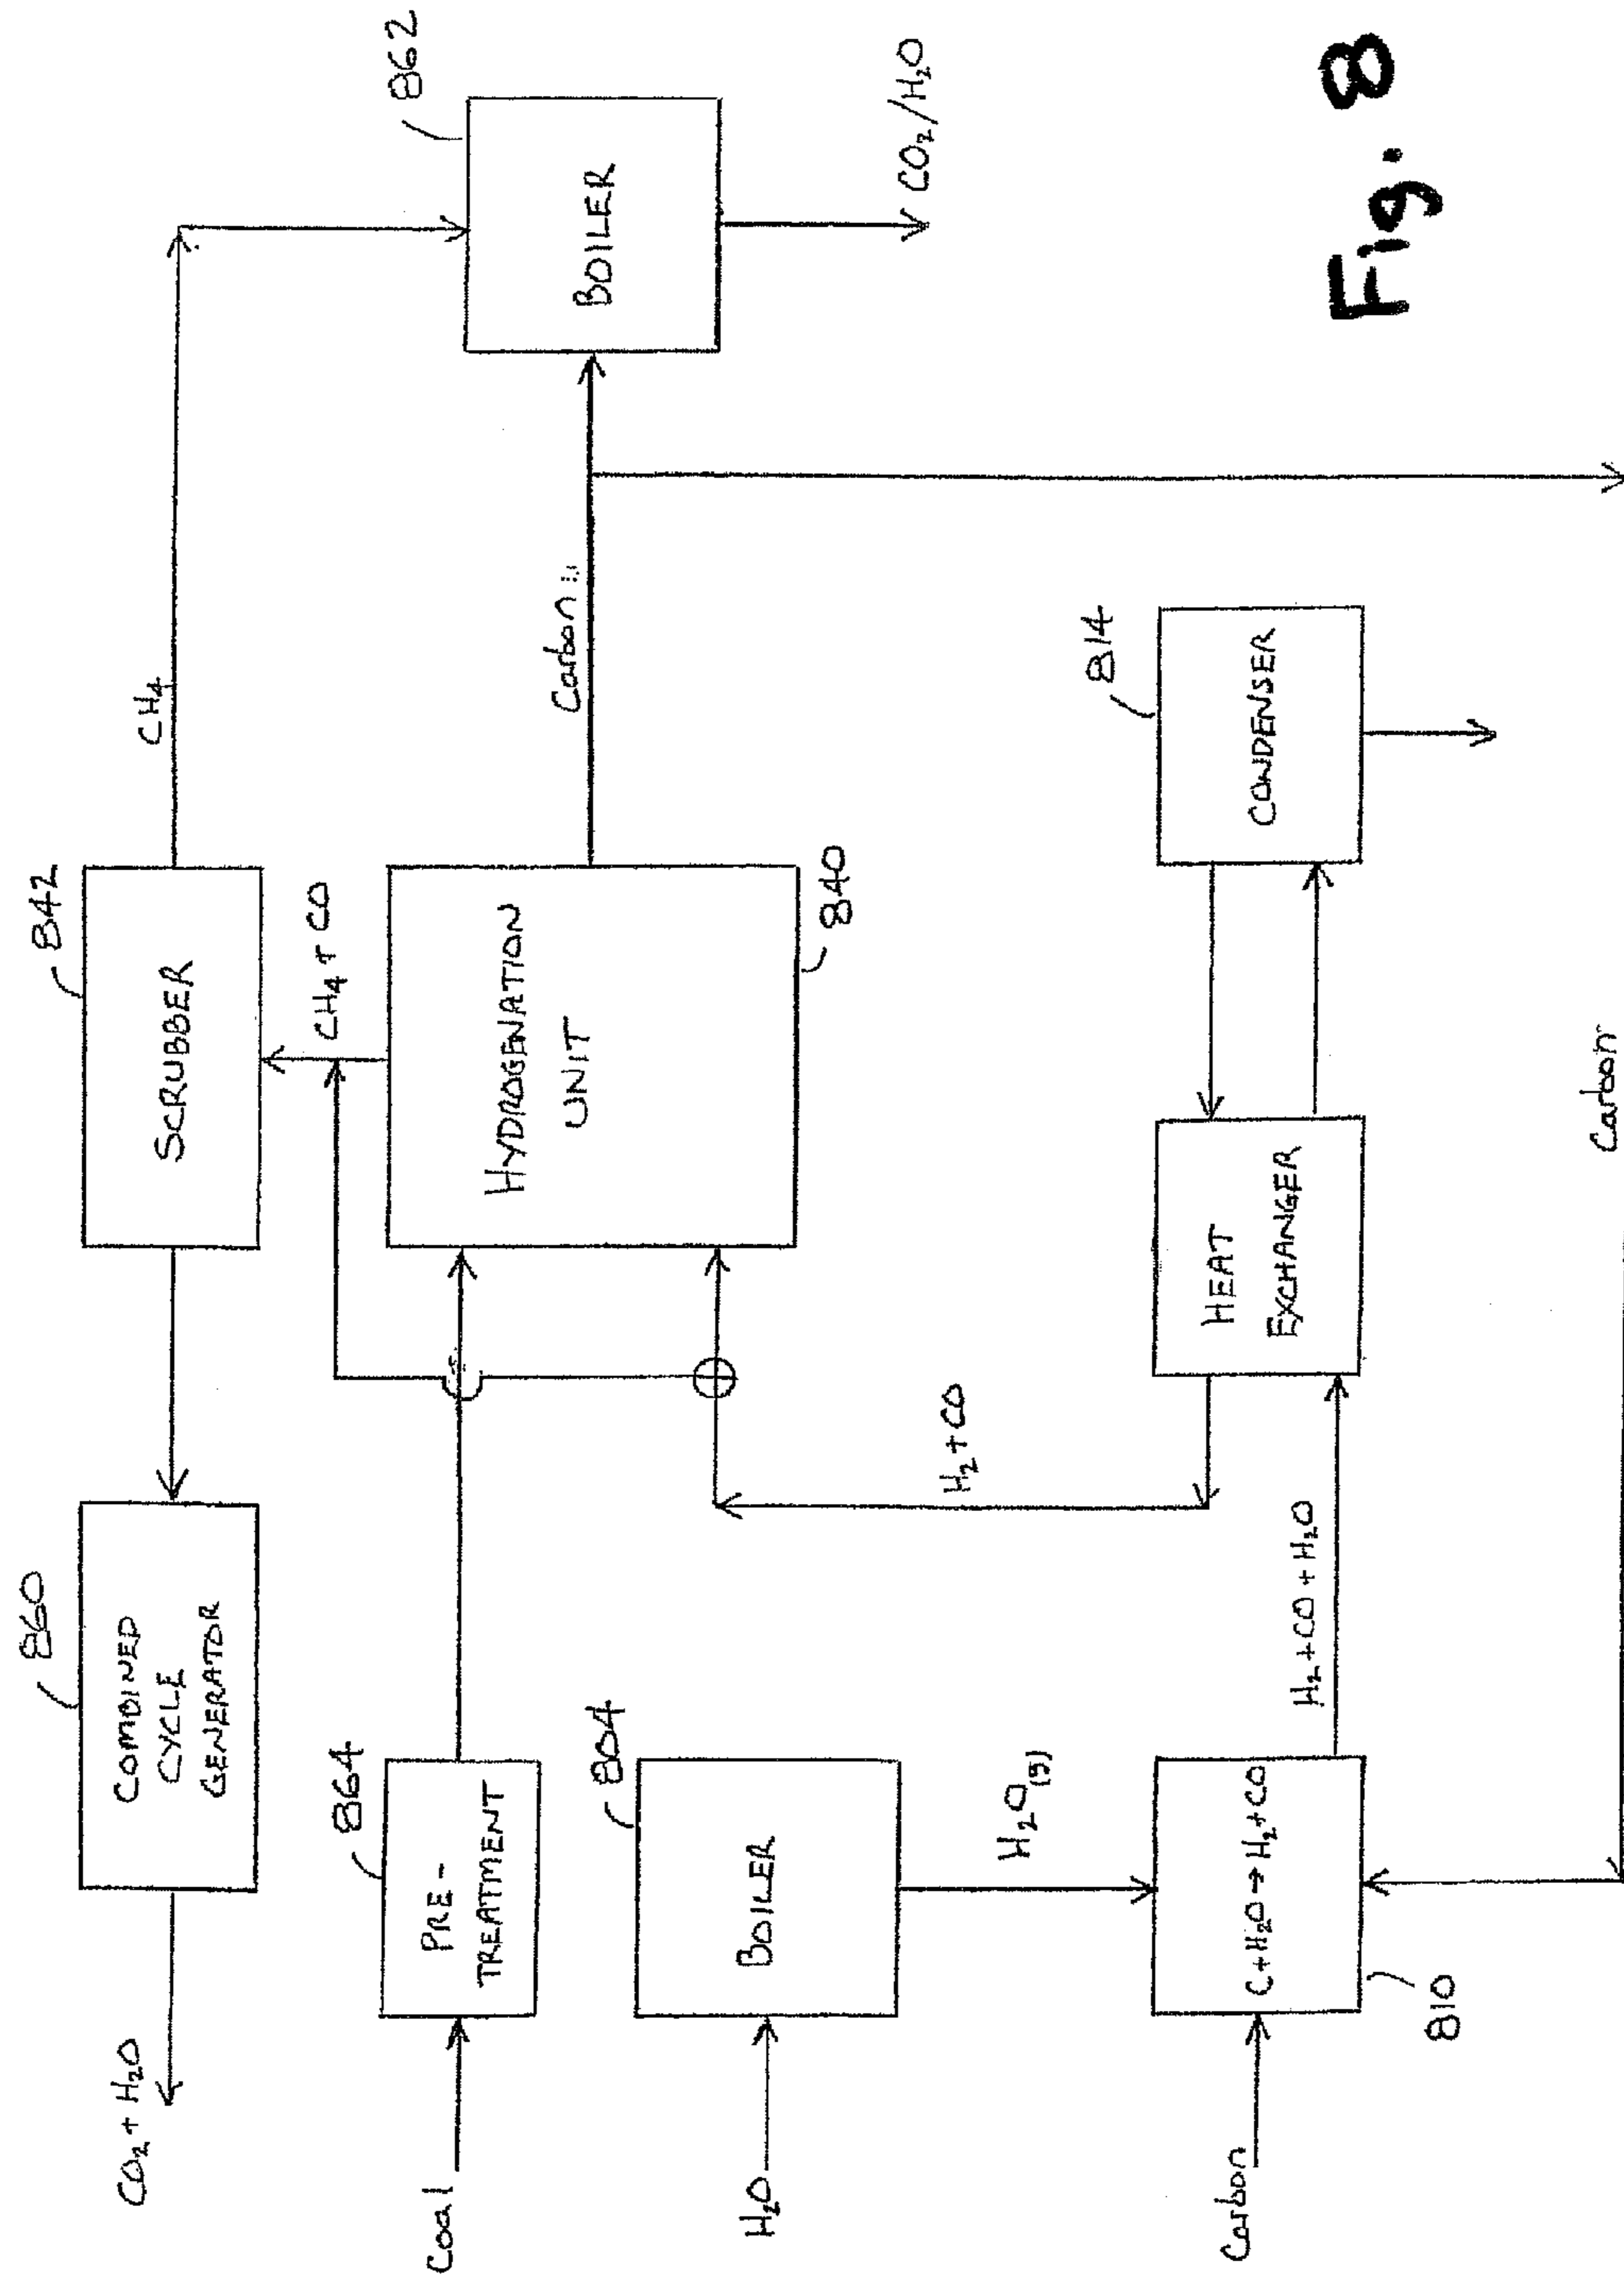 CO₂ + H₂O
860
COMBINED
CYCLE
GENERATOR
842
SCRUBBER
CH₄
CH₄ + CO
Coal
864
PRE-
TREATMENT
HYDROGENATION
UNIT
840
Carbon
862
BOILER
CO₂/H₂O
H₂O
804
BOILER
H₂O
H₂ + CO
Carbon
C+H₂O→H₂+CO
810
H₂ + CO + H₂O
HEAT
EXCHANGER
814
CONDENSER
Carbon
Fig. 8